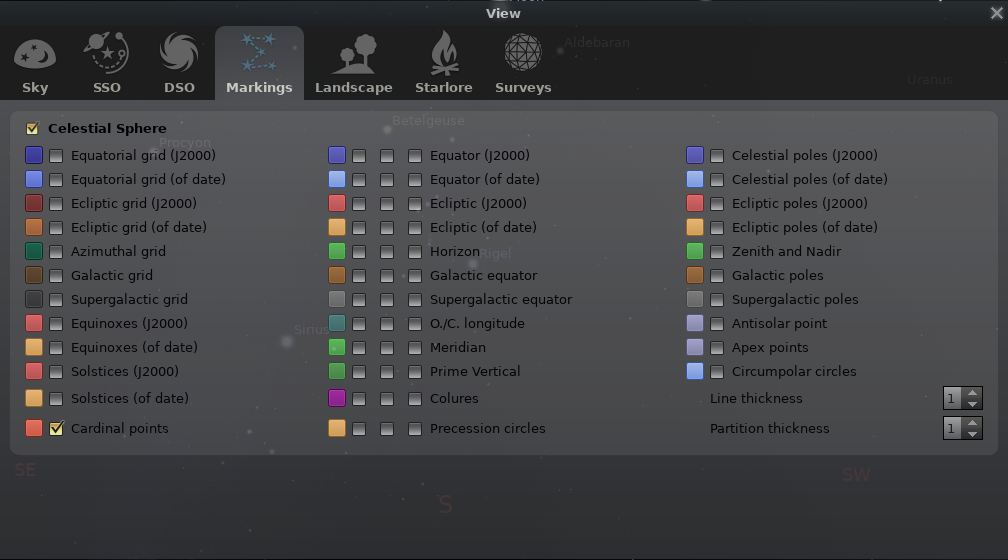 Moon
View
Aldebaran
Uranus
Sky SSO DSO Markings Landscape Starlore Surveys
Betelgeuse
Celestial Sphere
Procyon
Equatorial grid (J2000) Equator (J2000) Celestial poles (J2000)
Equatorial grid (of date) Equator (of date) Celestial poles (of date)
Ecliptic grid (J2000) Ecliptic (J2000) Ecliptic poles (J2000)
Ecliptic grid (of date) Ecliptic (of date) Ecliptic poles (of date)
Azimuthal grid Horizon Rigel Zenith and Nadir
Galactic grid Galactic equator Galactic poles
Supergalactic grid Supergalactic equator Supergalactic poles
Equinoxes (J2000) Sirius O./C. longitude Antisolar point
Equinoxes (of date) Meridian Apex points
Solstices (J2000) Prime Vertical Circumpolar circles
Solstices (of date) Colures Line thickness 1
Cardinal points Precession circles Partition thickness 1
SE SW
S